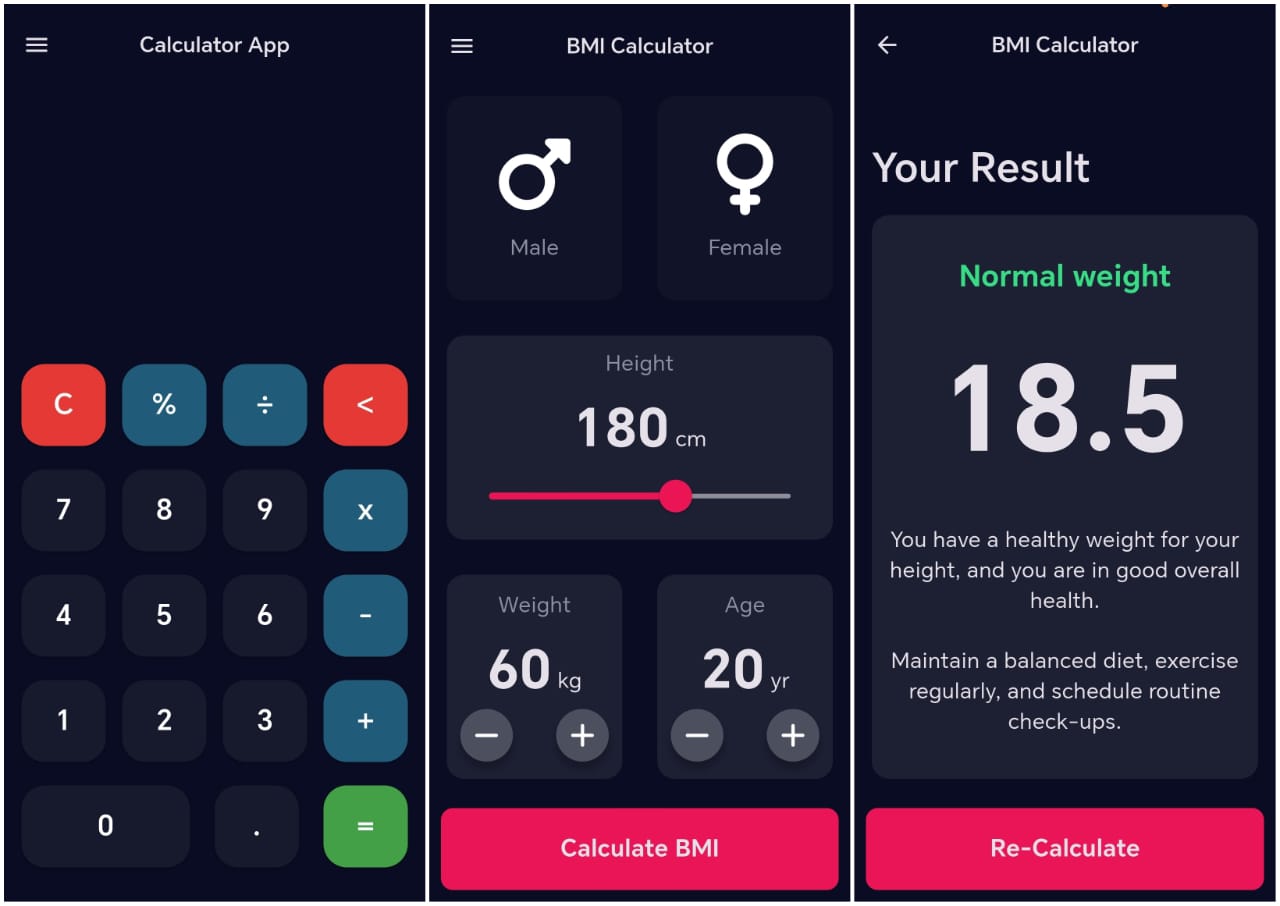 Calculator App
C % ÷ <
7 8 9 x
4 5 6 -
1 2 3 +
0 . =
BMI Calculator
Male Female
Height
180 cm
Weight
60 kg
Age
20 yr
Calculate BMI
BMI Calculator
Your Result
Normal weight
18.5
You have a healthy weight for your
height, and you are in good overall
health.
Maintain a balanced diet, exercise
regularly, and schedule routine
check-ups.
Re-Calculate